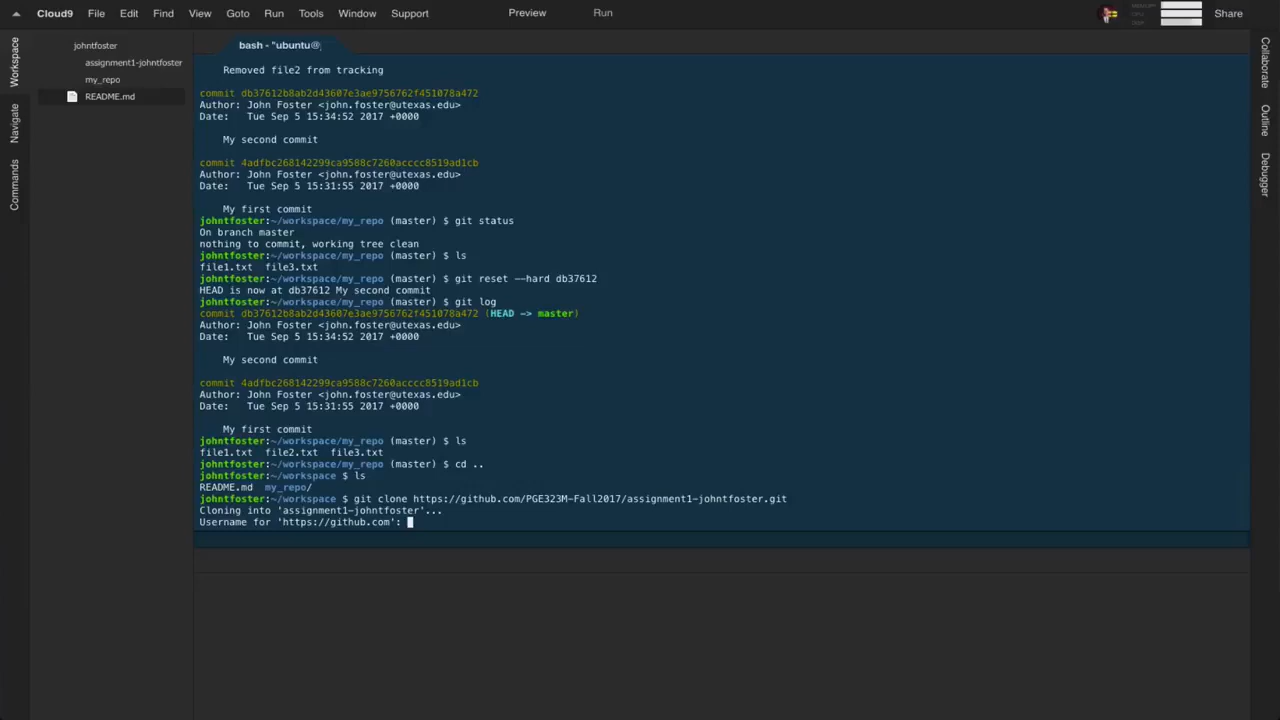 Cloud9 File Edit Find View Goto Run Tools Window Support Preview Run Share
Workspace
Navigate
Commands
johntfoster
assignment1-johntfoster
my_repo
README.md
bash - "ubuntu@
Removed file2 from tracking
commit db37612b8ab2d43607e3ae9756762f451078a472
Author: John Foster <john.foster@utexas.edu>
Date:   Tue Sep 5 15:34:52 2017 +0000
My second commit
commit 4adfbc268142299ca9588c7260acccc8519ad1cb
Author: John Foster <john.foster@utexas.edu>
Date:   Tue Sep 5 15:31:55 2017 +0000
My first commit
johntfoster:~/workspace/my_repo (master) $ git status
On branch master
nothing to commit, working tree clean
johntfoster:~/workspace/my_repo (master) $ ls
file1.txt  file3.txt
johntfoster:~/workspace/my_repo (master) $ git reset --hard db37612
HEAD is now at db37612 My second commit
johntfoster:~/workspace/my_repo (master) $ git log
commit db37612b8ab2d43607e3ae9756762f451078a472 (HEAD -> master)
Author: John Foster <john.foster@utexas.edu>
Date:   Tue Sep 5 15:34:52 2017 +0000
My second commit
commit 4adfbc268142299ca9588c7260acccc8519ad1cb
Author: John Foster <john.foster@utexas.edu>
Date:   Tue Sep 5 15:31:55 2017 +0000
My first commit
johntfoster:~/workspace/my_repo (master) $ ls
file1.txt  file2.txt  file3.txt
johntfoster:~/workspace/my_repo (master) $ cd ..
johntfoster:~/workspace $ ls
README.md  my_repo/
johntfoster:~/workspace $ git clone https://github.com/PGE323M-Fall2017/assignment1-johntfoster.git
Cloning into 'assignment1-johntfoster'...
Username for 'https://github.com':
Collaborate
Outline
Debugger